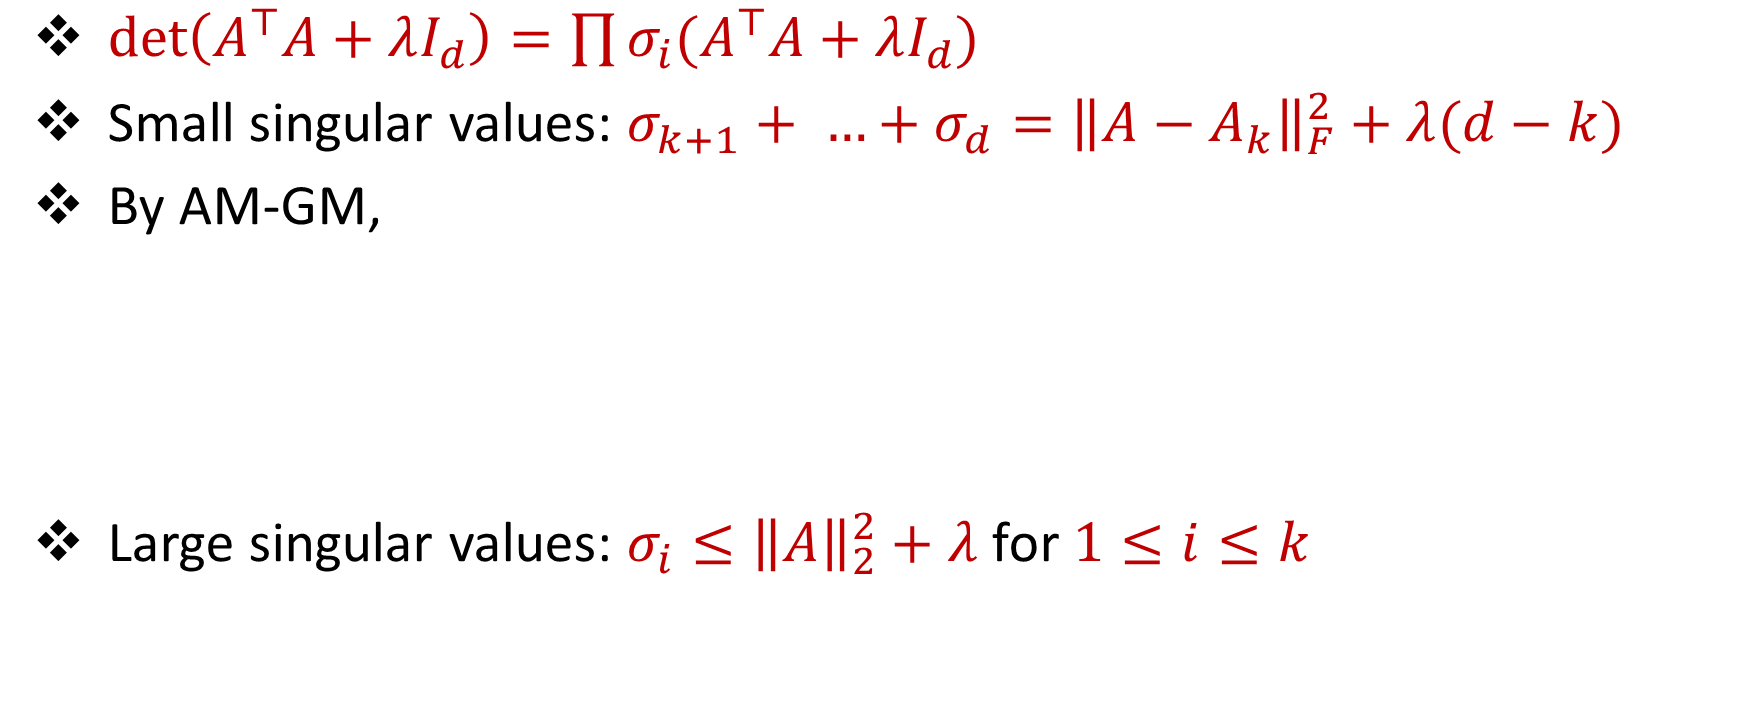 ❖ det(𝐴⊤𝐴 + 𝜆𝐼_𝑑) = ∏ 𝜎_𝑖(𝐴⊤𝐴 + 𝜆𝐼_𝑑)
❖ Small singular values: 𝜎_{𝑘+1} + … + 𝜎_𝑑 = ‖𝐴 − 𝐴_𝑘‖_𝐹^2 + 𝜆(𝑑 − 𝑘)
❖ By AM-GM,
❖ Large singular values: 𝜎_𝑖 ≤ ‖𝐴‖_2^2 + 𝜆 for 1 ≤ 𝑖 ≤ 𝑘